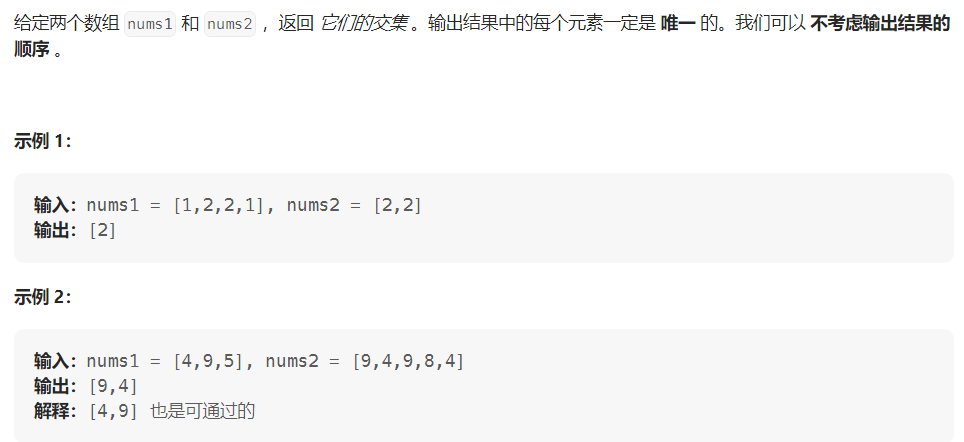 给定两个数组 nums1 和 nums2 ，返回 它们的交集 。输出结果中的每个元素一定是 唯一 的。我们可以 不考虑输出结果的
顺序 。
示例 1：
输入：nums1 = [1,2,2,1], nums2 = [2,2]
输出：[2]
示例 2：
输入：nums1 = [4,9,5], nums2 = [9,4,9,8,4]
输出：[9,4]
解释：[4,9] 也是可通过的